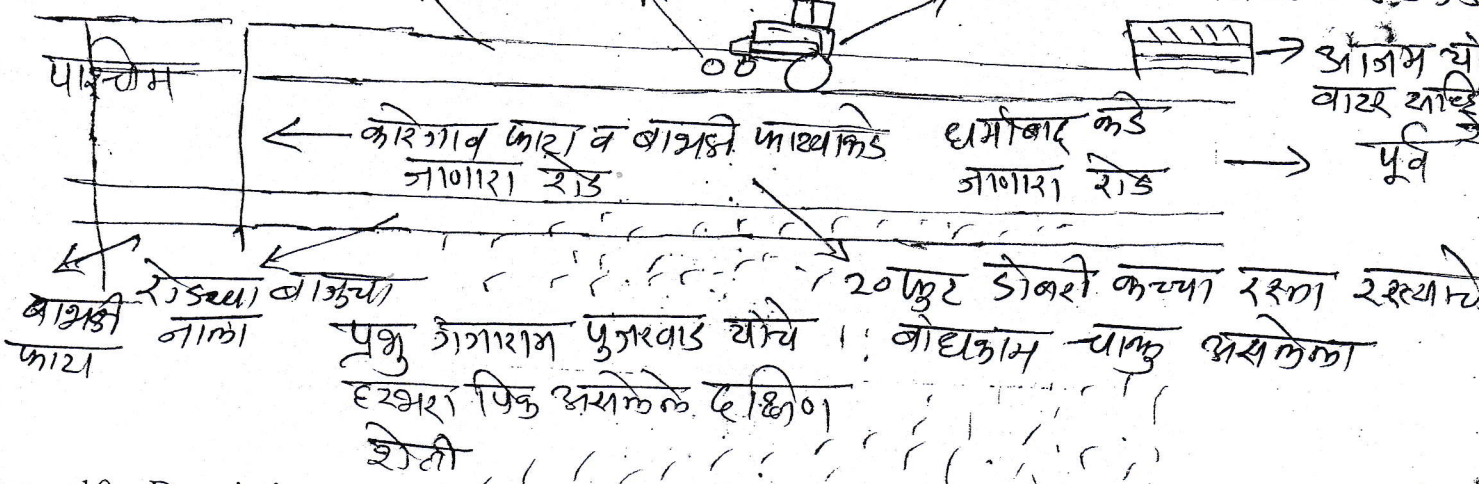 पश्चिम
आजम यां
वाटर
← कारेगाव फाटा व बाभळी फाट्याकडे
जाणारा रोड
धर्माबाद कडे
जाणारा रोड
→ पूर्व
बाभळी
फाटा
रोडच्या बाजुचा
नाला
२० फुट डांबरी कच्चा रस्ता रस्त्याचे
बांधकाम चालु असलेला
प्रभु गंगाराम पुजरवाड यांचे
हरभरा पिक असलेले दक्षिण
शेती